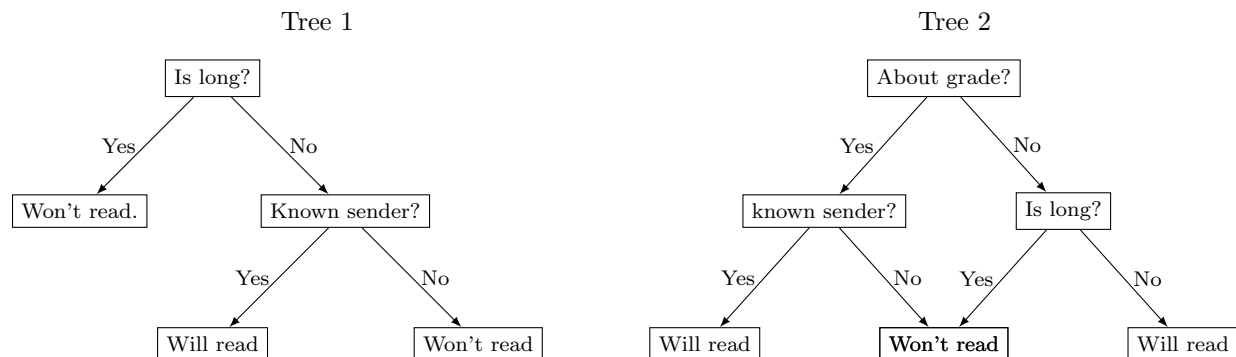 Tree 1
Is long?
Yes
No
Won't read.
Known sender?
Yes
No
Will read
Won't read
Tree 2
About grade?
Yes
No
known sender?
Is long?
Yes
No
Yes
No
Will read
Won't read
Will read